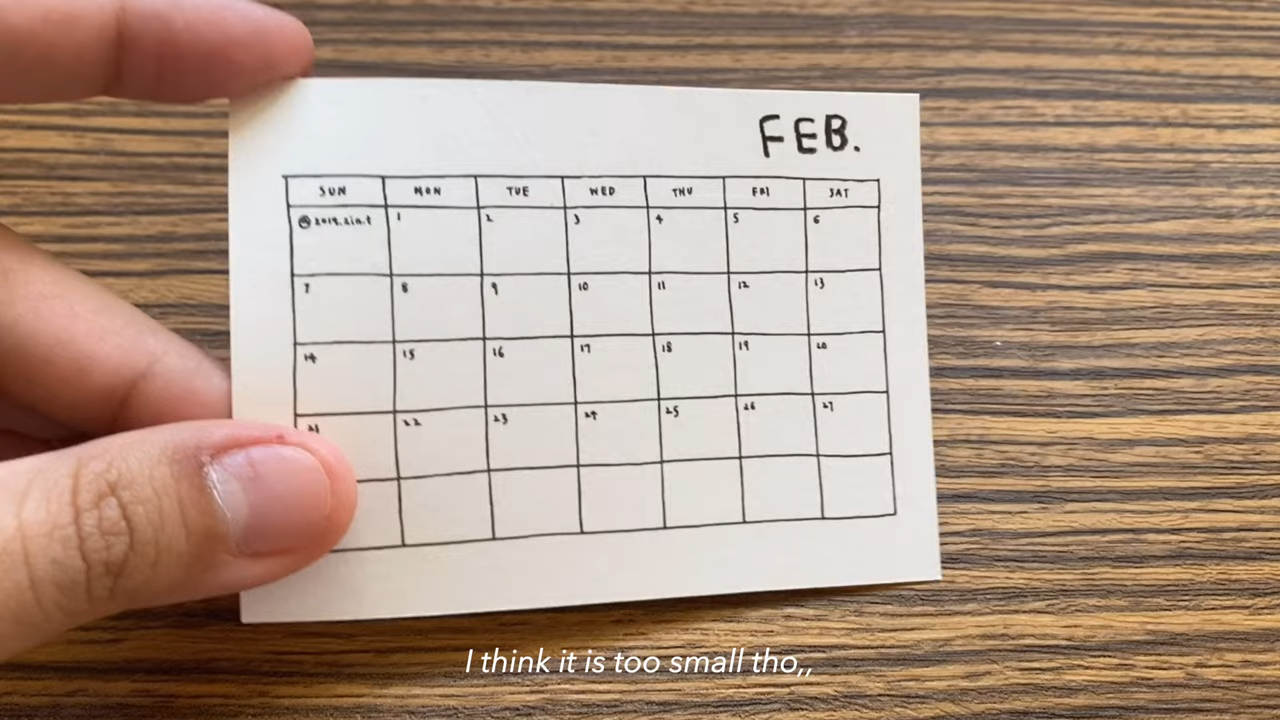 FEB.
SUN MON TUE WED THU FRI SAT
1 2 3 4 5 6
7 8 9 10 11 12 13
14 15 16 17 18 19 20
21 22 23 24 25 26 27
I think it is too small tho,,